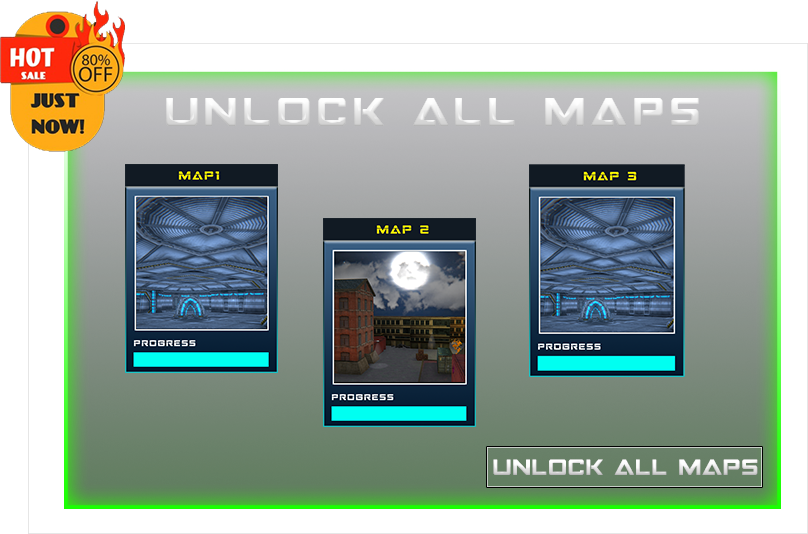 HOT
SALE
80%
OFF
JUST
NOW!
UNLOCK ALL MAPS
MAP1
PROGRESS
MAP 2
PROGRESS
MAP 3
PROGRESS
UNLOCK ALL MAPS